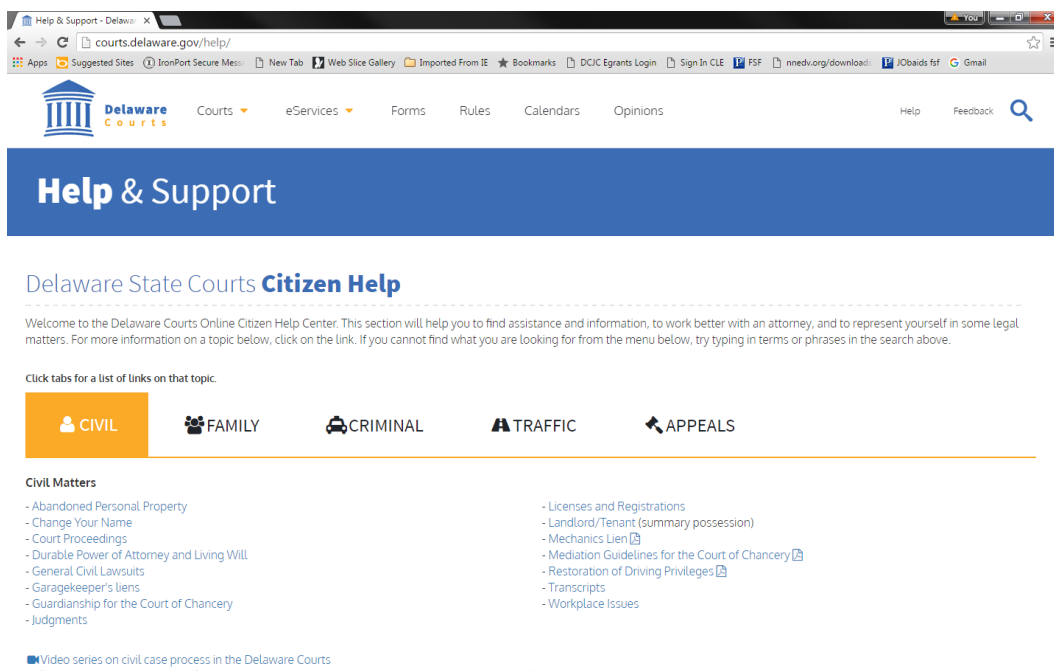 Help & Support - Delawar
You
courts.delaware.gov/help/
Apps Suggested Sites IronPort Secure Mess New Tab Web Slice Gallery Imported From IE Bookmarks DCJC Egrants Login Sign In CLE FSF nnedv.org/downloads JObaids fsf Gmail
Delaware Courts
Courts eServices Forms Rules Calendars Opinions Help Feedback
Help & Support
Delaware State Courts Citizen Help
Welcome to the Delaware Courts Online Citizen Help Center. This section will help you to find assistance and information, to work better with an attorney, and to represent yourself in some legal
matters. For more information on a topic below, click on the link. If you cannot find what you are looking for from the menu below, try typing in terms or phrases in the search above.
Click tabs for a list of links on that topic.
CIVIL FAMILY CRIMINAL TRAFFIC APPEALS
Civil Matters
- Abandoned Personal Property
- Change Your Name
- Court Proceedings
- Durable Power of Attorney and Living Will
- General Civil Lawsuits
- Garagekeeper's liens
- Guardianship for the Court of Chancery
- Judgments
- Licenses and Registrations
- Landlord/Tenant (summary possession)
- Mechanics Lien
- Mediation Guidelines for the Court of Chancery
- Restoration of Driving Privileges
- Transcripts
- Workplace Issues
Video series on civil case process in the Delaware Courts